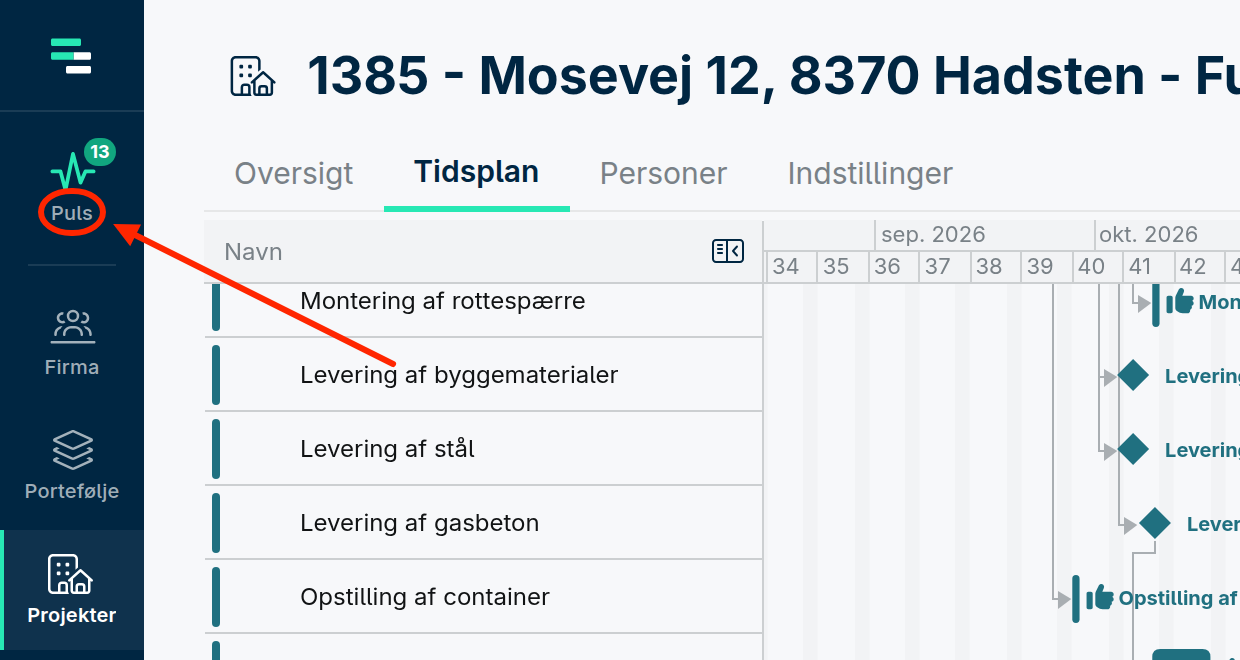 1385 - Mosevej 12, 8370 Hadsten - Fu
13
Puls
Firma
Portefølje
Projekter
Oversigt Tidsplan Personer Indstillinger
Navn
sep. 2026 okt. 2026
34 35 36 37 38 39 40 41 42 4
Montering af rottespærre Mon
Levering af byggematerialer Levering
Levering af stål Levering
Levering af gasbeton Lever
Opstilling af container Opstilling af